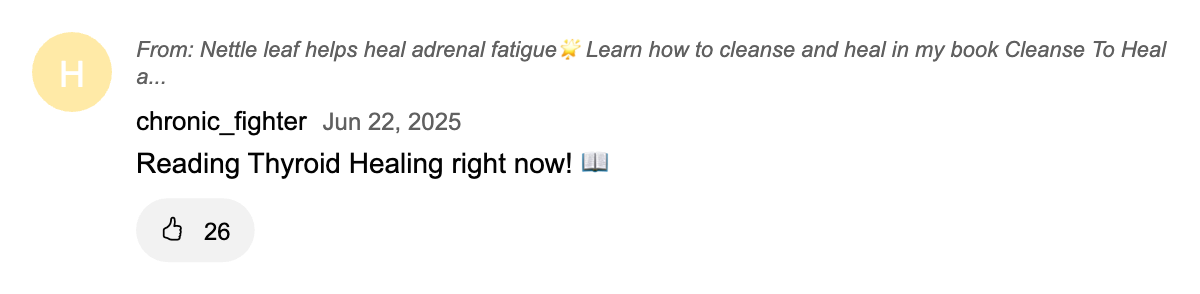 H
From: Nettle leaf helps heal adrenal fatigue🌟 Learn how to cleanse and heal in my book Cleanse To Heal
a...
chronic_fighter Jun 22, 2025
Reading Thyroid Healing right now! 📖
26